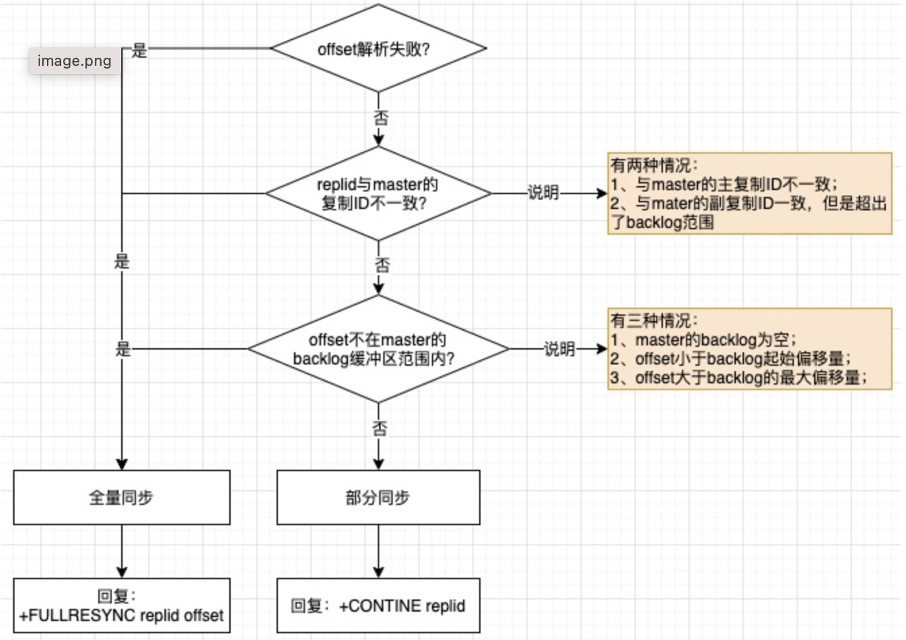 offset解析失败？
是
image.png
否
replid与master的
复制ID不一致？
说明
有两种情况：
1、与master的主复制ID不一致；
2、与mater的副复制ID一致，但是超出
了backlog范围
是
否
offset不在master的
backlog缓冲区范围内？
是
说明
有三种情况：
1、master的backlog为空；
2、offset小于backlog起始偏移量；
3、offset大于backlog的最大偏移量；
否
全量同步
部分同步
回复：
+FULLRESYNC replid offset
回复：+CONTINE replid